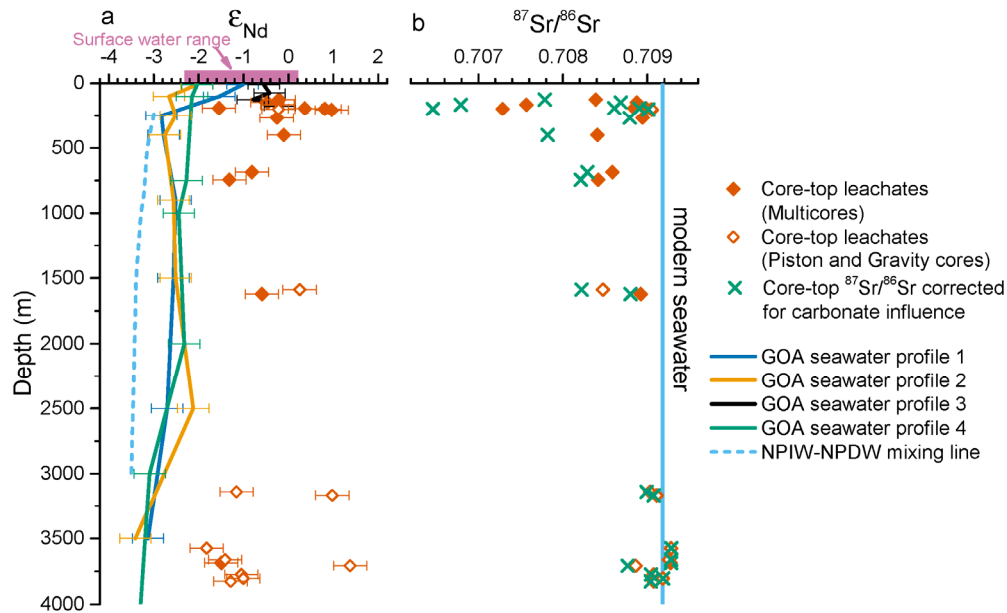 a
εNd
Surface water range
-4 -3 -2 -1 0 1 2
b
⁸⁷Sr/⁸⁶Sr
0.707 0.708 0.709
Depth (m)
0
500
1000
1500
2000
2500
3000
3500
4000
modern seawater
Core-top leachates
(Multicores)
Core-top leachates
(Piston and Gravity cores)
Core-top ⁸⁷Sr/⁸⁶Sr corrected
for carbonate influence
GOA seawater profile 1
GOA seawater profile 2
GOA seawater profile 3
GOA seawater profile 4
NPIW-NPDW mixing line